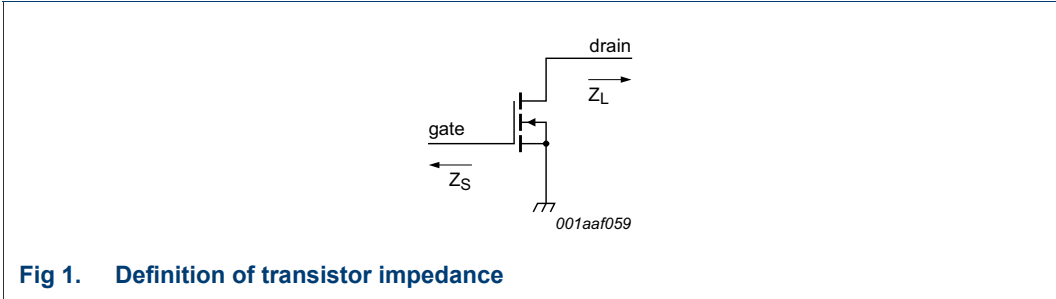 drain
Z_L
gate
Z_S
001aaf059
Fig 1. Definition of transistor impedance